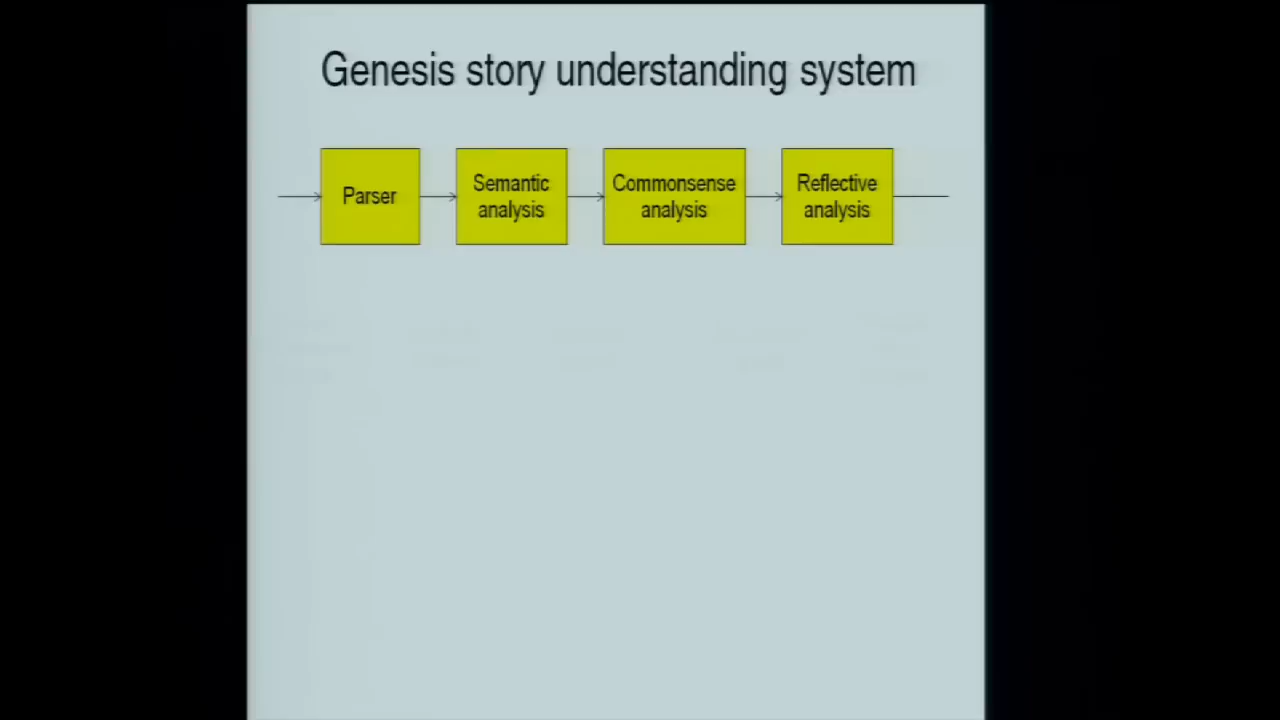 Genesis story understanding system
Parser
Semantic
analysis
Commonsense
analysis
Reflective
analysis